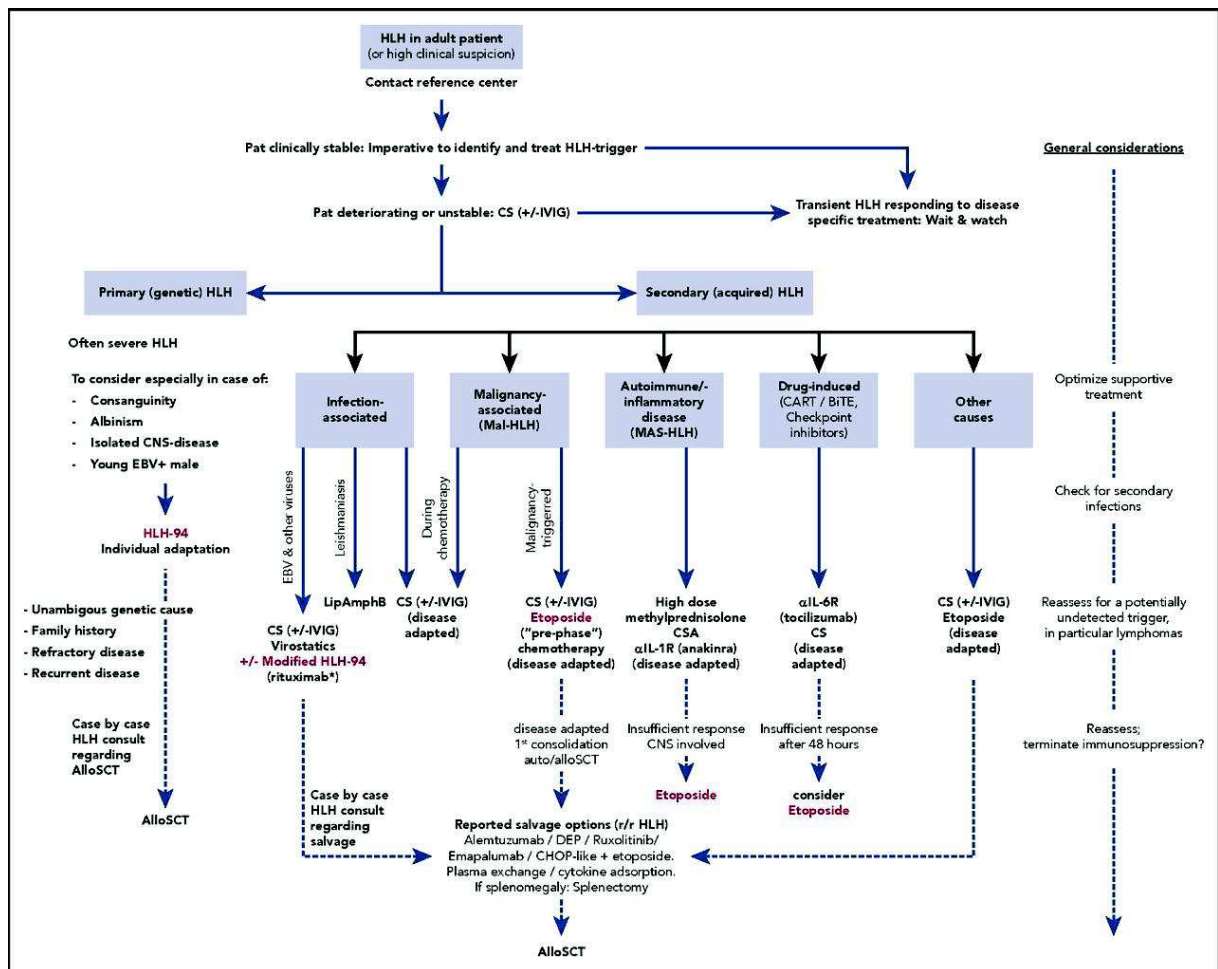 HLH in adult patient
(or high clinical suspicion)
Contact reference center
Pat clinically stable: Imperative to identify and treat HLH-trigger
General considerations
Pat deteriorating or unstable: CS (+/-IVIG)
Transient HLH responding to disease
specific treatment: Wait & watch
Primary (genetic) HLH
Secondary (acquired) HLH
Often severe HLH
To consider especially in case of:
- Consanguinity
- Albinism
- Isolated CNS-disease
- Young EBV+ male
HLH-94
Individual adaptation
- Unambigous genetic cause
- Family history
- Refractory disease
- Recurrent disease
Case by case
HLH consult
regarding
AlloSCT
AlloSCT
Infection-
associated
Malignancy-
associated
(Mal-HLH)
Autoimmune/-
inflammatory
disease
(MAS-HLH)
Drug-induced
(CART / BiTE,
Checkpoint
inhibitors)
Other
causes
EBV & other viruses
Leishmaniasis
During
chemotherapy
Malignancy-
triggerred
CS (+/-IVIG)
Virostatics
+/- Modified HLH-94
(rituximab*)
LipAmphB
CS (+/-IVIG)
(disease
adapted)
CS (+/-IVIG)
Etoposide
("pre-phase")
chemotherapy
(disease adapted)
High dose
methylprednisolone
CSA
αIL-1R (anakinra)
(disease adapted)
αIL-6R
(tocilizumab)
CS
(disease
adapted)
CS (+/-IVIG)
Etoposide
(disease
adapted)
disease adapted
1st consolidation
auto/alloSCT
Insufficient response
CNS involved
Etoposide
Insufficient response
after 48 hours
consider
Etoposide
Case by case
HLH consult
regarding
salvage
Reported salvage options (r/r HLH)
Alemtuzumab / DEP / Ruxolitinib/
Emapalumab / CHOP-like + etoposide.
Plasma exchange / cytokine adsorption.
If splenomegaly: Splenectomy
AlloSCT
Optimize supportive
treatment
Check for secondary
infections
Reassess for a potentially
undetected trigger,
in particular lymphomas
Reassess;
terminate immunosuppression?